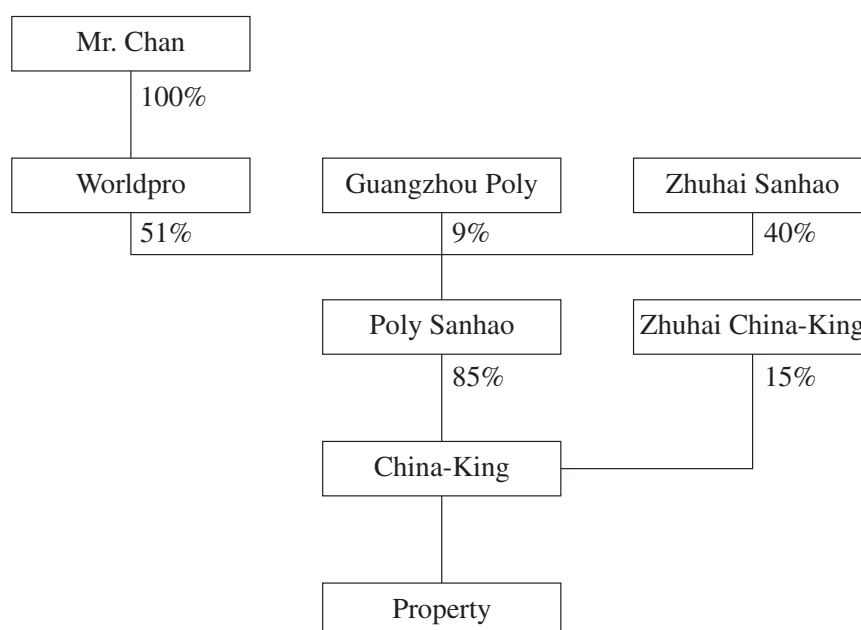 Mr. Chan
100%
Worldpro
Guangzhou Poly
Zhuhai Sanhao
51%
9%
40%
Poly Sanhao
Zhuhai China-King
85%
15%
China-King
Property